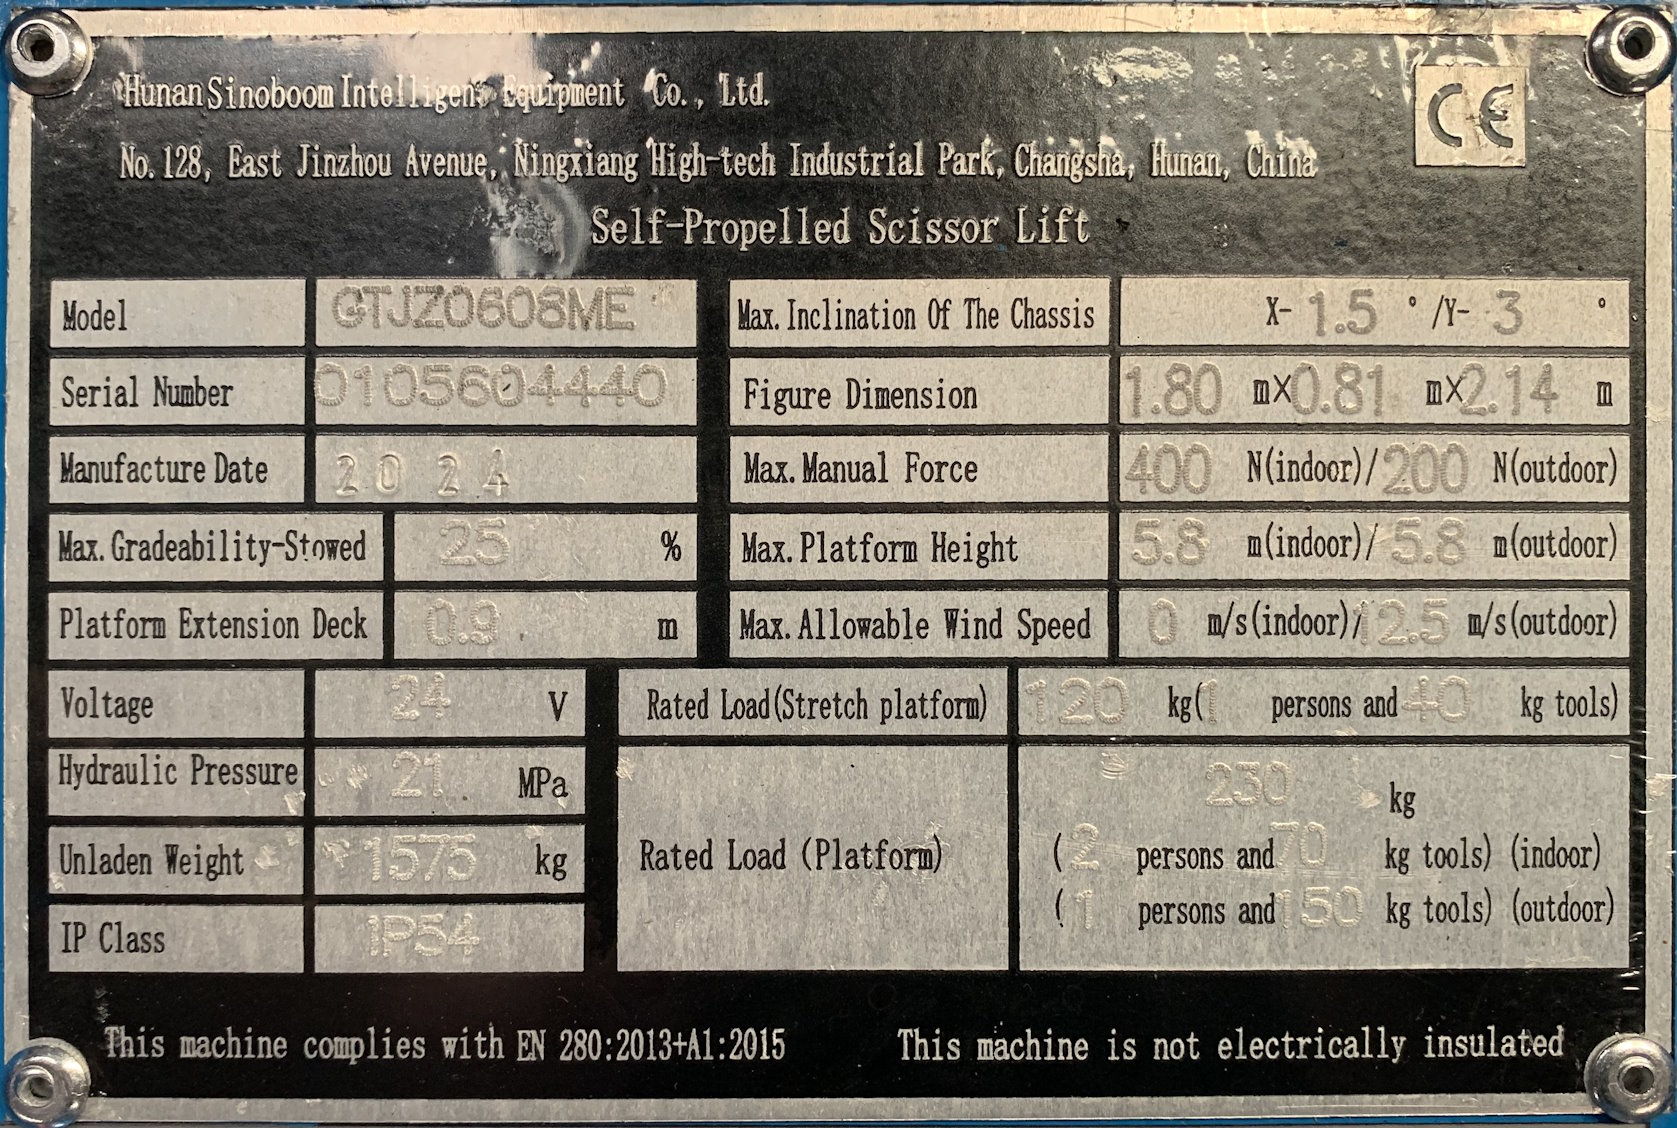 Hunan Sinoboom Intelligent Equipment Co., Ltd.
CE
No. 128, East Jinzhou Avenue, Ningxiang High-tech Industrial Park, Changsha, Hunan, China
Self-Propelled Scissor Lift
Model GTJZ0608ME Max. Inclination Of The Chassis X- 1.5 ° /Y- 3 °
Serial Number 0105604440 Figure Dimension 1.80 m×0.81 m×2.14 m
Manufacture Date 2024 Max. Manual Force 400 N(indoor)/200 N(outdoor)
Max. Gradeability-Stowed 25 % Max. Platform Height 5.8 m(indoor)/ 5.8 m(outdoor)
Platform Extension Deck 0.9 m Max. Allowable Wind Speed 0 m/s(indoor)/12.5 m/s(outdoor)
Voltage 24 V Rated Load(Stretch platform) 120 kg(1 persons and 40 kg tools)
Hydraulic Pressure 21 MPa 230 kg
Unladen Weight 1575 kg Rated Load (Platform) (2 persons and 70 kg tools) (indoor)
(1 persons and 150 kg tools) (outdoor)
IP Class IP54
This machine complies with EN 280:2013+A1:2015 This machine is not electrically insulated